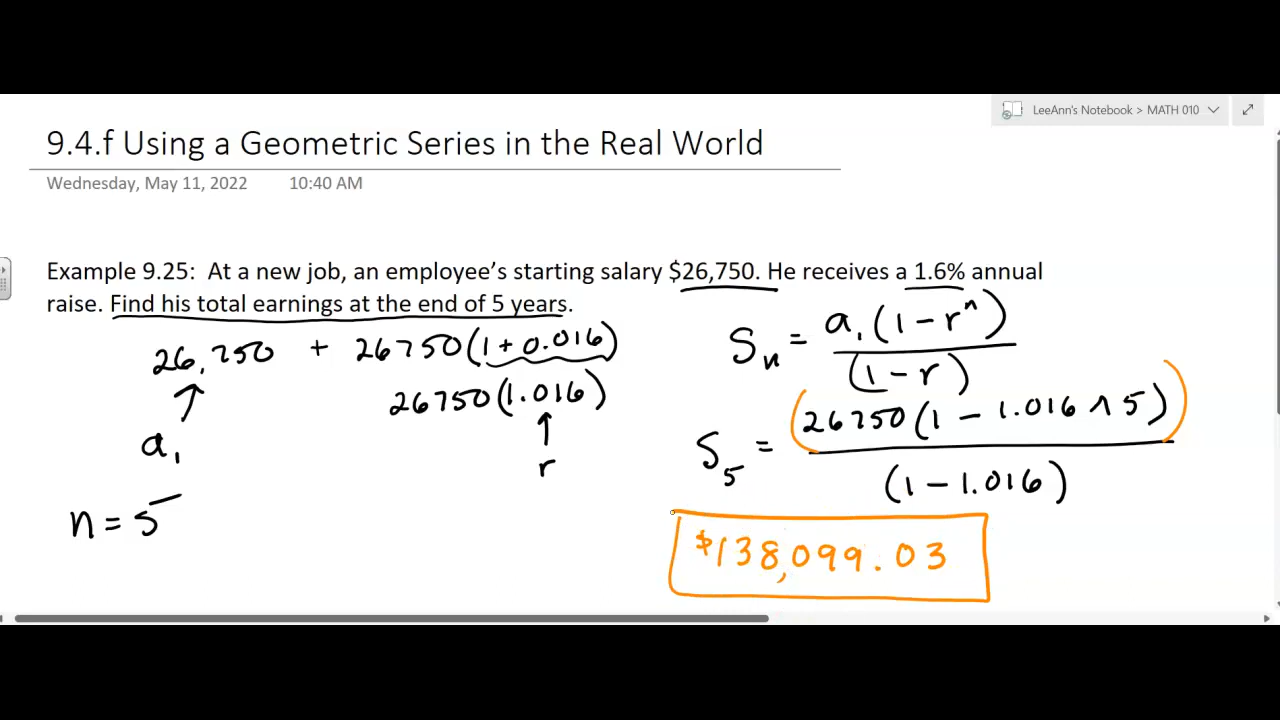 LeeAnn's Notebook > MATH 010
9.4.f Using a Geometric Series in the Real World
Wednesday, May 11, 2022 10:40 AM
Example 9.25: At a new job, an employee's starting salary $26,750. He receives a 1.6% annual
raise. Find his total earnings at the end of 5 years.
26,750 + 26750(1+0.016)
26750(1.016)
a₁
r
n = 5
Sₙ = a₁(1-rⁿ)
(1-r)
S₅ = 26750(1-1.016^5)
(1-1.016)
$138,099.03